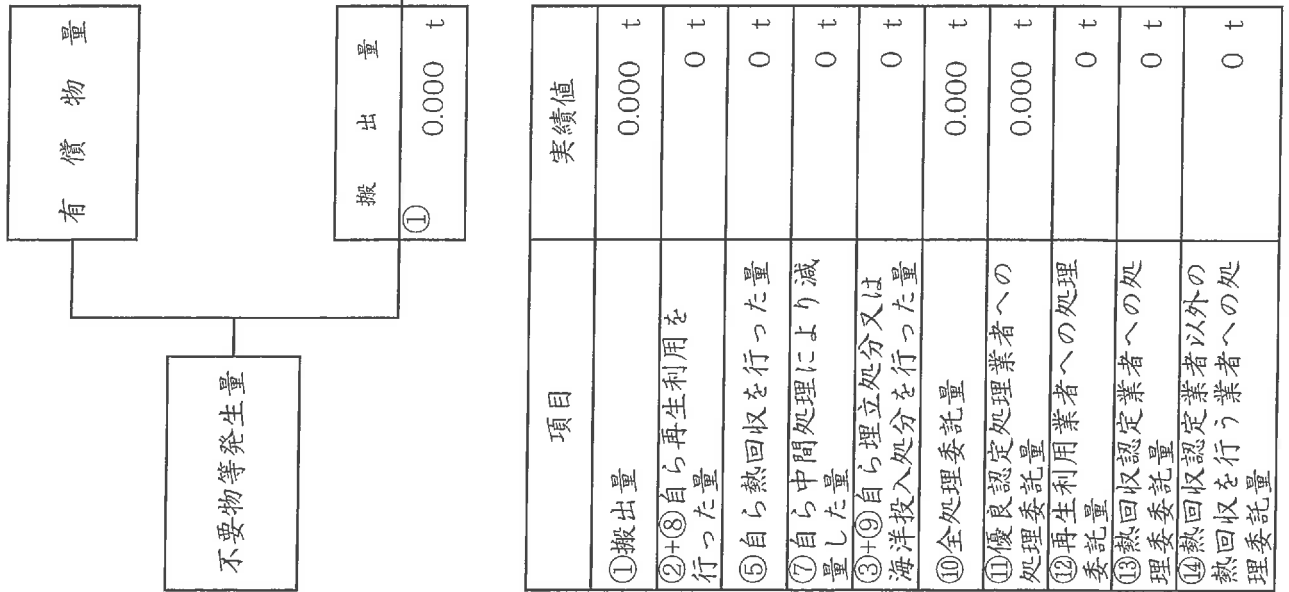 有償物量
不要物等発生量
搬出量
①
0.000 t
項目
実績値
①搬出量
0.000 t
②+⑧自ら再生利用を
行った量
0 t
⑤自ら熱回収を行った量
0 t
⑦自ら中間処理により減
量した量
0 t
③+⑨自ら埋立処分又は
海洋投入処分を行った量
0 t
⑩全処理委託量
0.000 t
⑪優良認定処理業者への
処理委託量
0.000 t
⑫再生利用業者への処理
委託量
0 t
⑬熱回収認定業者への処
理委委託量
0 t
⑭熱回収認定業者以外の
熱回収を行う業者への処
理委託量
0 t